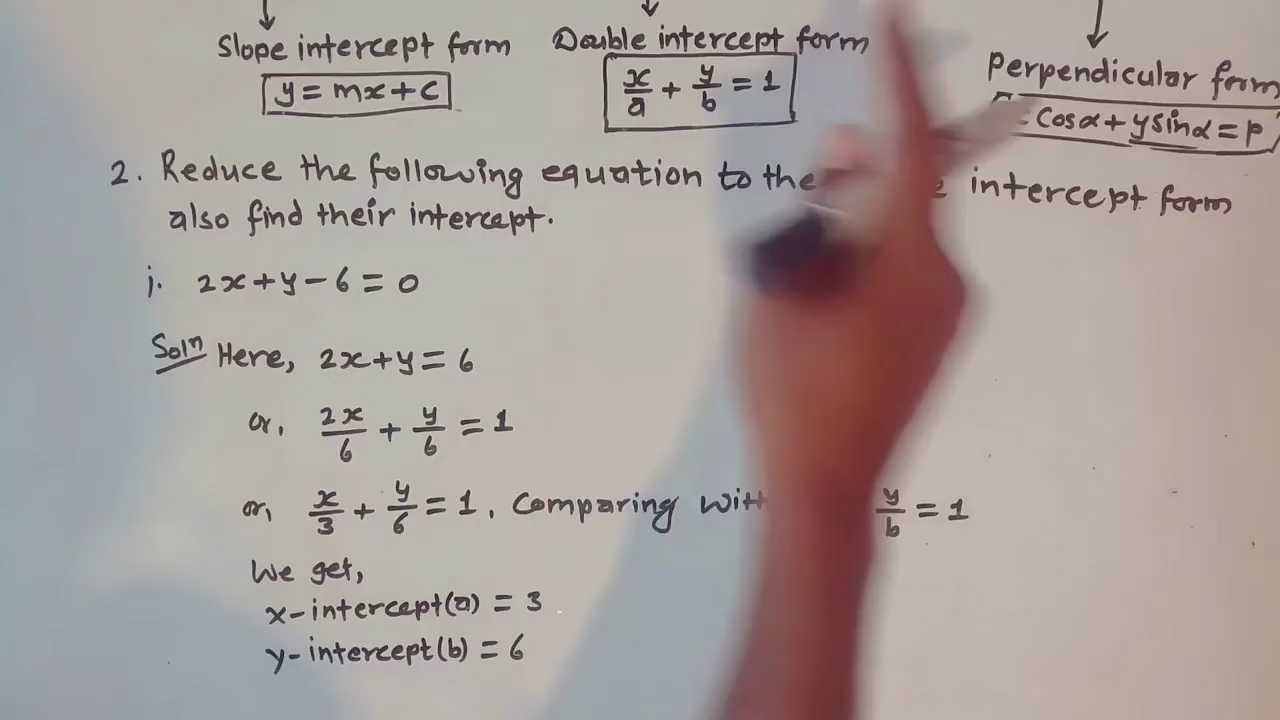 Slope intercept form
y = mx + c
Double intercept form
x/a + y/b = 1
Perpendicular form
cosα + ysinα = p
2. Reduce the following equation to the intercept form
also find their intercept.
i. 2x + y - 6 = 0
Solⁿ Here, 2x + y = 6
or, 2x/6 + y/6 = 1
or, x/3 + y/6 = 1, Comparing y/b = 1
We get,
x-intercept(a) = 3
y-intercept(b) = 6